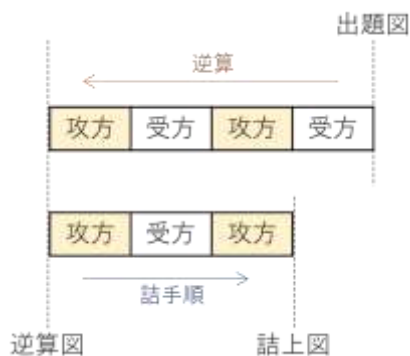 出題図
逆算
攻方 受方 攻方 受方
攻方 受方 攻方
詰手順
逆算図 詰上図